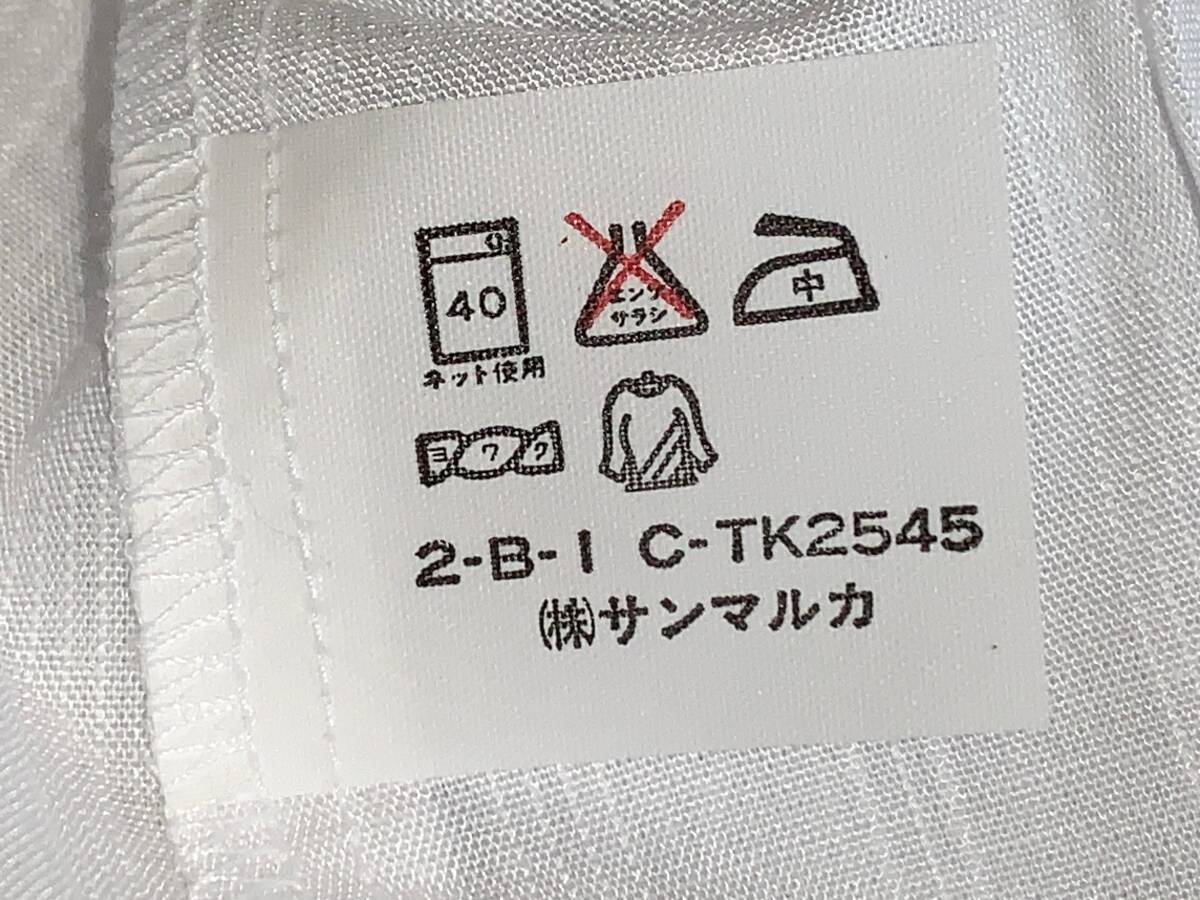 40
エンソ
サラシ
中
ネット使用
ヨワク
2-B-1 C-TK2545
㈱サンマルカ